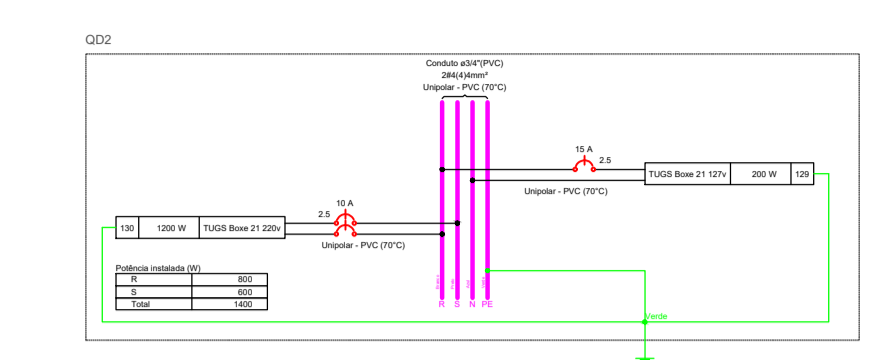 QD2
Conduto ø3/4"(PVC)
2#4(4)4mm²
Unipolar - PVC (70°C)
15 A
2.5
TUGS Boxe 21 127v 200 W 129
Unipolar - PVC (70°C)
10 A
2.5
130 1200 W TUGS Boxe 21 220v
Unipolar - PVC (70°C)
Potência instalada (W)
R 800
S 600
Total 1400
R S N PE
Verde